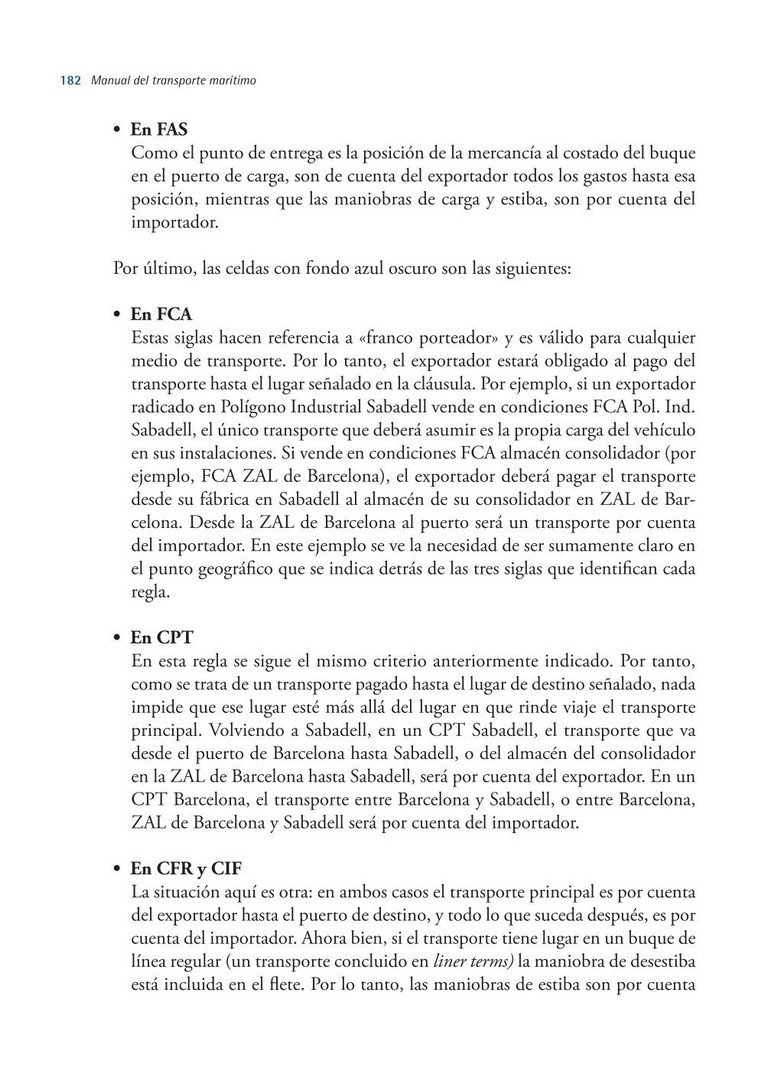 182 Manual del transporte marítimo
• En FAS
Como el punto de entrega es la posición de la mercancía al costado del buque
en el puerto de carga, son de cuenta del exportador todos los gastos hasta esa
posición, mientras que las maniobras de carga y estiba, son por cuenta del
importador.
Por último, las celdas con fondo azul oscuro son las siguientes:
• En FCA
Estas siglas hacen referencia a «franco porteador» y es válido para cualquier
medio de transporte. Por lo tanto, el exportador estará obligado al pago del
transporte hasta el lugar señalado en la cláusula. Por ejemplo, si un exportador
radicado en Polígono Industrial Sabadell vende en condiciones FCA Pol. Ind.
Sabadell, el único transporte que deberá asumir es la propia carga del vehículo
en sus instalaciones. Si vende en condiciones FCA almacén consolidador (por
ejemplo, FCA ZAL de Barcelona), el exportador deberá pagar el transporte
desde su fábrica en Sabadell al almacén de su consolidador en ZAL de Bar-
celona. Desde la ZAL de Barcelona al puerto será un transporte por cuenta
del importador. En este ejemplo se ve la necesidad de ser sumamente claro en
el punto geográfico que se indica detrás de las tres siglas que identifican cada
regla.
• En CPT
En esta regla se sigue el mismo criterio anteriormente indicado. Por tanto,
como se trata de un transporte pagado hasta el lugar de destino señalado, nada
impide que ese lugar esté más allá del lugar en que rinde viaje el transporte
principal. Volviendo a Sabadell, en un CPT Sabadell, el transporte que va
desde el puerto de Barcelona hasta Sabadell, o del almacén del consolidador
en la ZAL de Barcelona hasta Sabadell, será por cuenta del exportador. En un
CPT Barcelona, el transporte entre Barcelona y Sabadell, o entre Barcelona,
ZAL de Barcelona y Sabadell será por cuenta del importador.
• En CFR y CIF
La situación aquí es otra: en ambos casos el transporte principal es por cuenta
del exportador hasta el puerto de destino, y todo lo que suceda después, es por
cuenta del importador. Ahora bien, si el transporte tiene lugar en un buque de
línea regular (un transporte concluido en liner terms) la maniobra de desestiba
está incluida en el flete. Por lo tanto, las maniobras de estiba son por cuenta